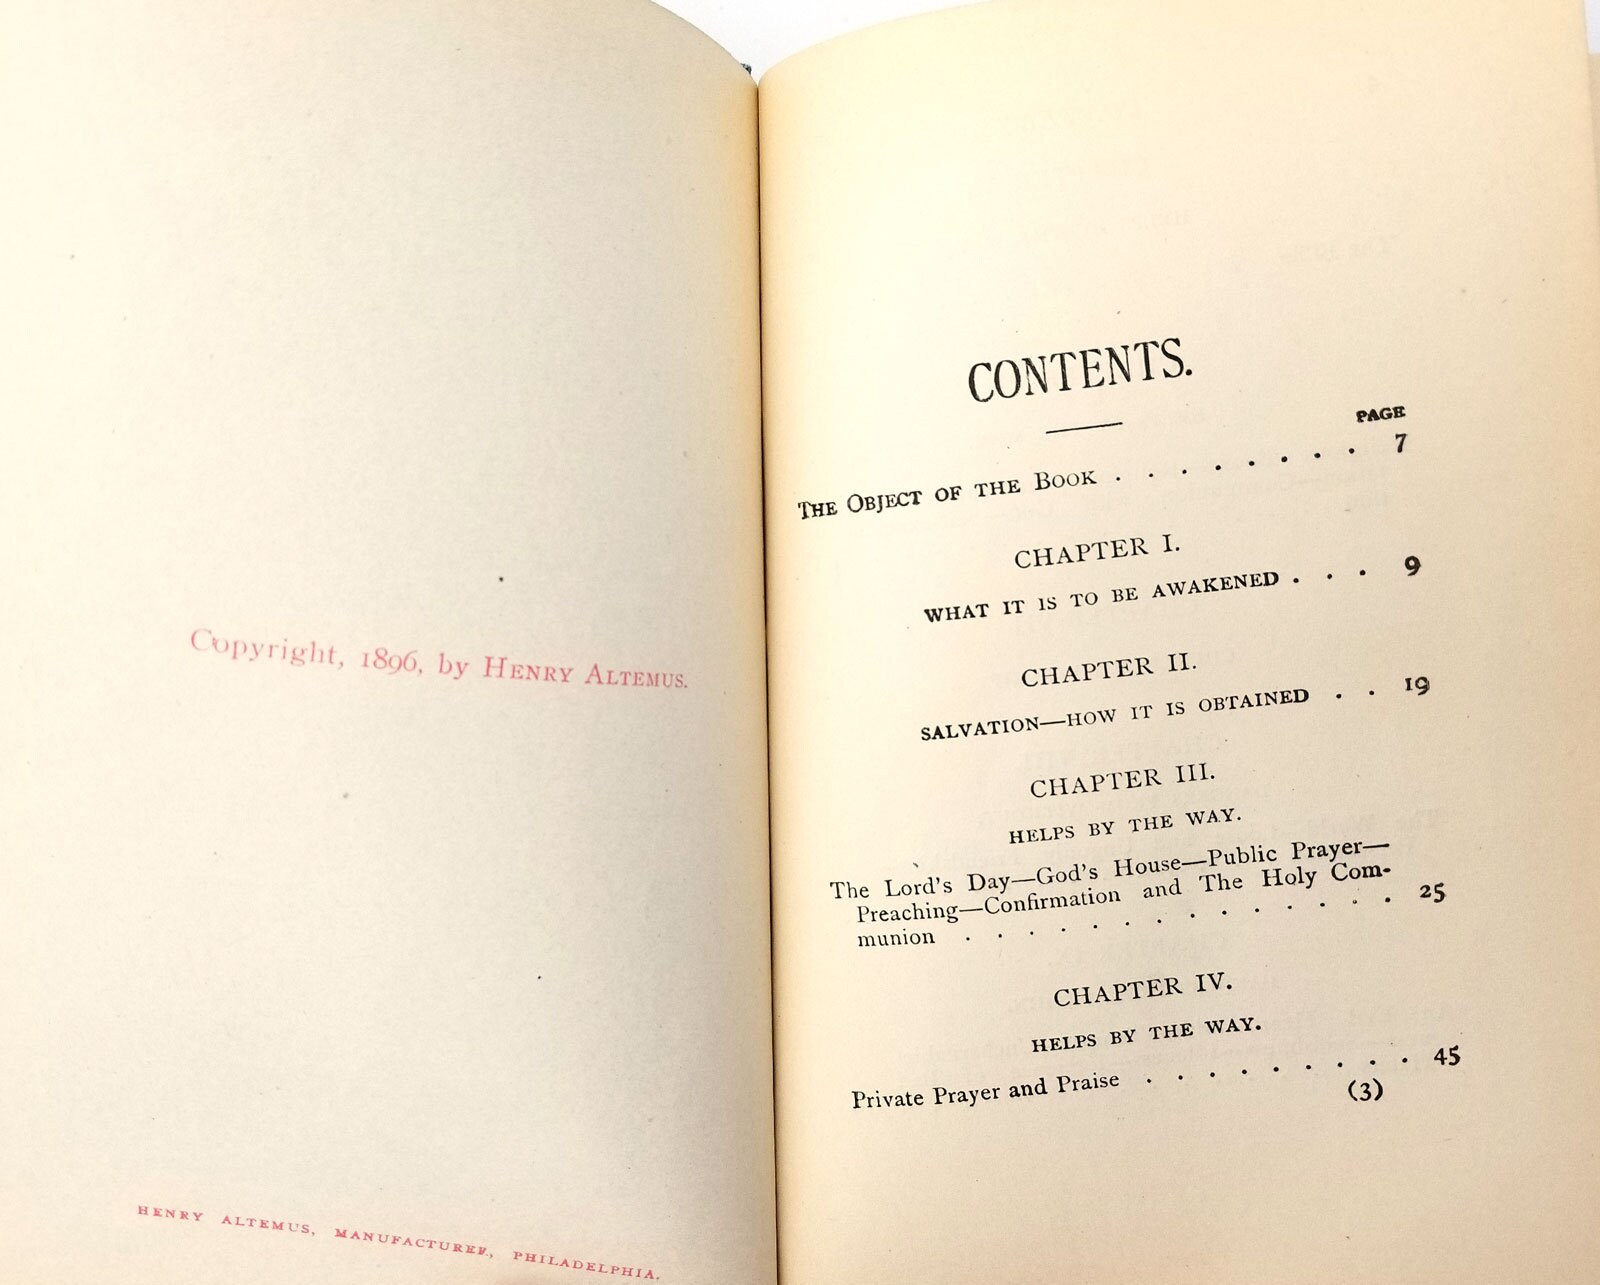 Copyright, 1896, by HENRY ALTEMUS.
HENRY ALTEMUS, MANUFACTURER, PHILADELPHIA.
CONTENTS.
PAGE
THE OBJECT OF THE BOOK . . . . . . . . 7
CHAPTER I.
WHAT IT IS TO BE AWAKENED . . . 9
CHAPTER II.
SALVATION—HOW IT IS OBTAINED . . 19
CHAPTER III.
HELPS BY THE WAY.
The Lord's Day—God's House—Public Prayer—
Preaching—Confirmation and The Holy Com-
munion . . . . . . . . . . . . . . 25
CHAPTER IV.
HELPS BY THE WAY.
Private Prayer and Praise . . . . . . . . . 45
(3)